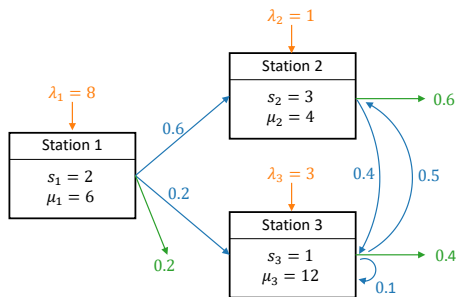 λ₂ = 1
Station 2
s₂ = 3
μ₂ = 4
0.6
λ₁ = 8
Station 1
s₁ = 2
μ₁ = 6
0.6
0.2
0.2
0.4
0.5
λ₃ = 3
Station 3
s₃ = 1
μ₃ = 12
0.4
0.1